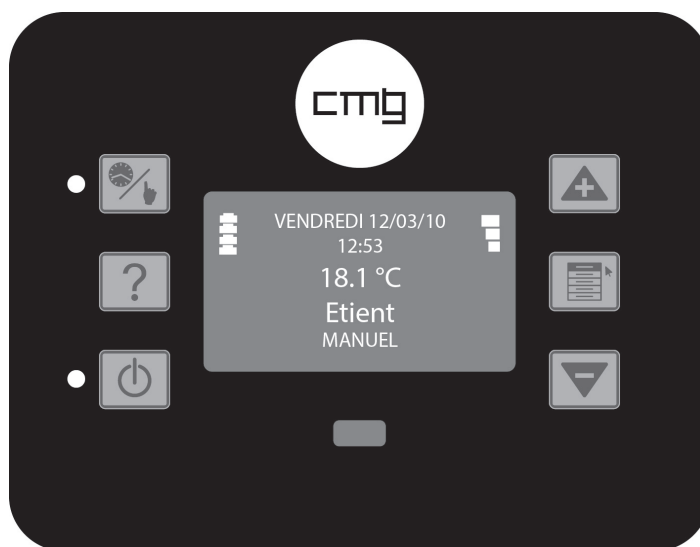 cmg
VENDREDI 12/03/10
12:53
18.1 °C
Etient
MANUEL
?